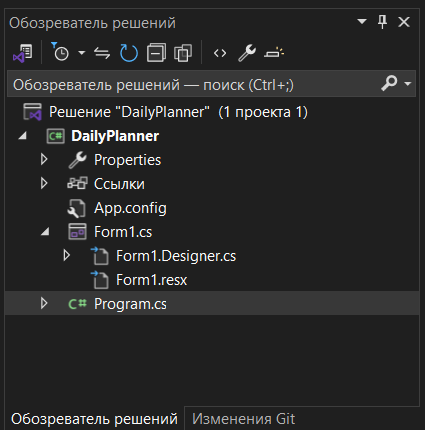 Обозреватель решений
Обозреватель решений — поиск (Ctrl+;)
Решение "DailyPlanner" (1 проекта 1)
C# DailyPlanner
Properties
Ссылки
App.config
Form1.cs
Form1.Designer.cs
Form1.resx
C# Program.cs
Обозреватель решений Изменения Git